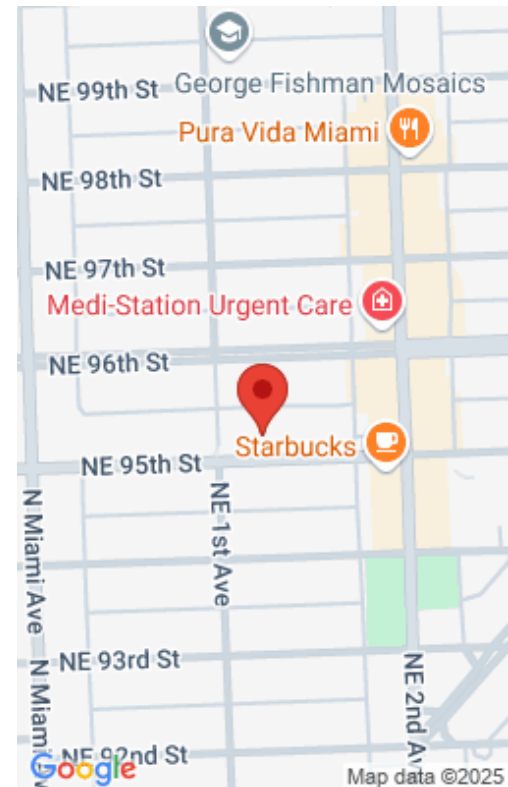 NE 99th St
George Fishman Mosaics
Pura Vida Miami
NE 98th St
NE 97th St
Medi-Station Urgent Care
NE 96th St
Starbucks
NE 95th St
N Miami Ave
NE 1st Ave
NE 93rd St
N Miami
NE 2nd Av
NE 92nd St
Google
Map data ©2025